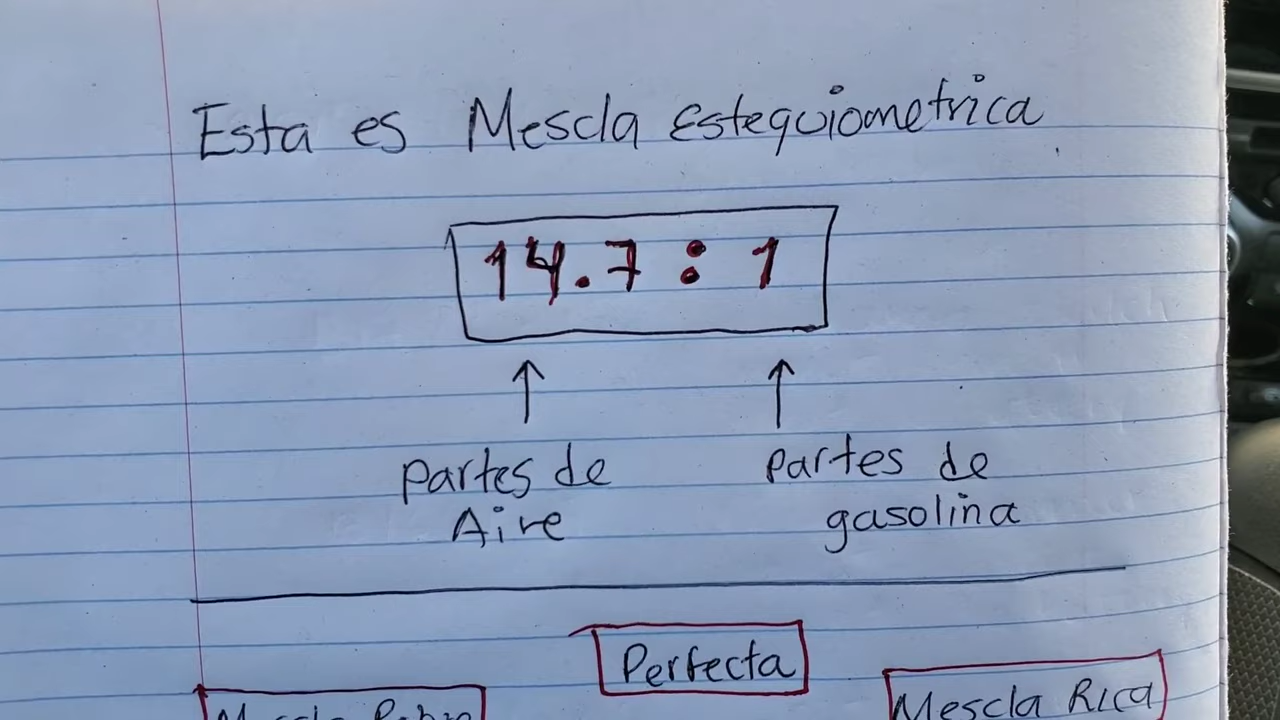 Esta es Mescla Estequiometrica
14.7 : 1
partes de
Aire
partes de
gasolina
Perfecta
Mescla Rica